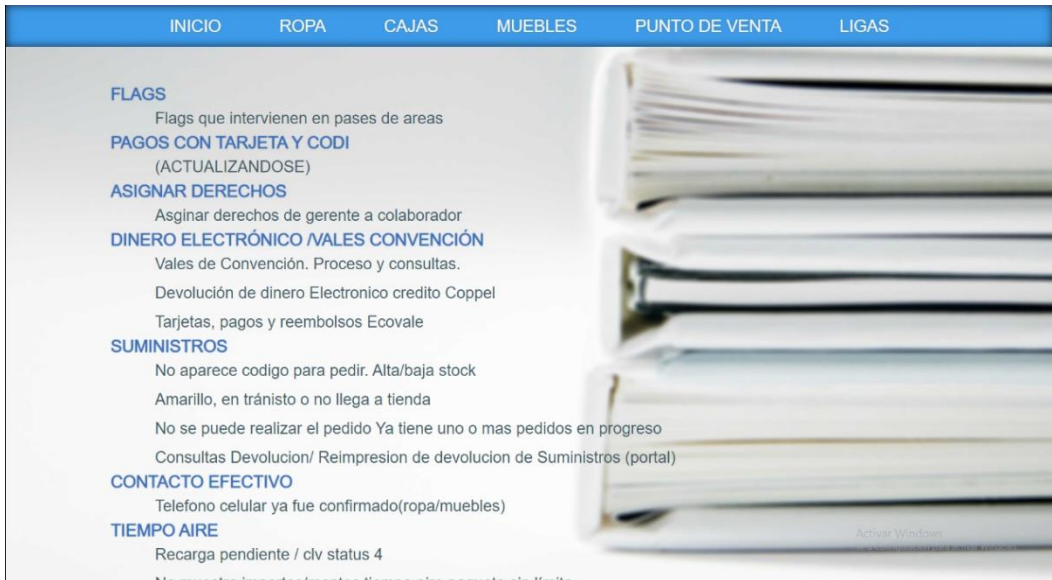 INICIO ROPA CAJAS MUEBLES PUNTO DE VENTA LIGAS
FLAGS
Flags que intervienen en pases de areas
PAGOS CON TARJETA Y CODI
(ACTUALIZANDOSE)
ASIGNAR DERECHOS
Asginar derechos de gerente a colaborador
DINERO ELECTRÓNICO /VALES CONVENCIÓN
Vales de Convención. Proceso y consultas.
Devolución de dinero Electronico credito Coppel
Tarjetas, pagos y reembolsos Ecovale
SUMINISTROS
No aparece codigo para pedir. Alta/baja stock
Amarillo, en tránisto o no llega a tienda
No se puede realizar el pedido Ya tiene uno o mas pedidos en progreso
Consultas Devolucion/ Reimpresion de devolucion de Suministros (portal)
CONTACTO EFECTIVO
Telefono celular ya fue confirmado(ropa/muebles)
TIEMPO AIRE
Recarga pendiente / clv status 4
Activar Windows